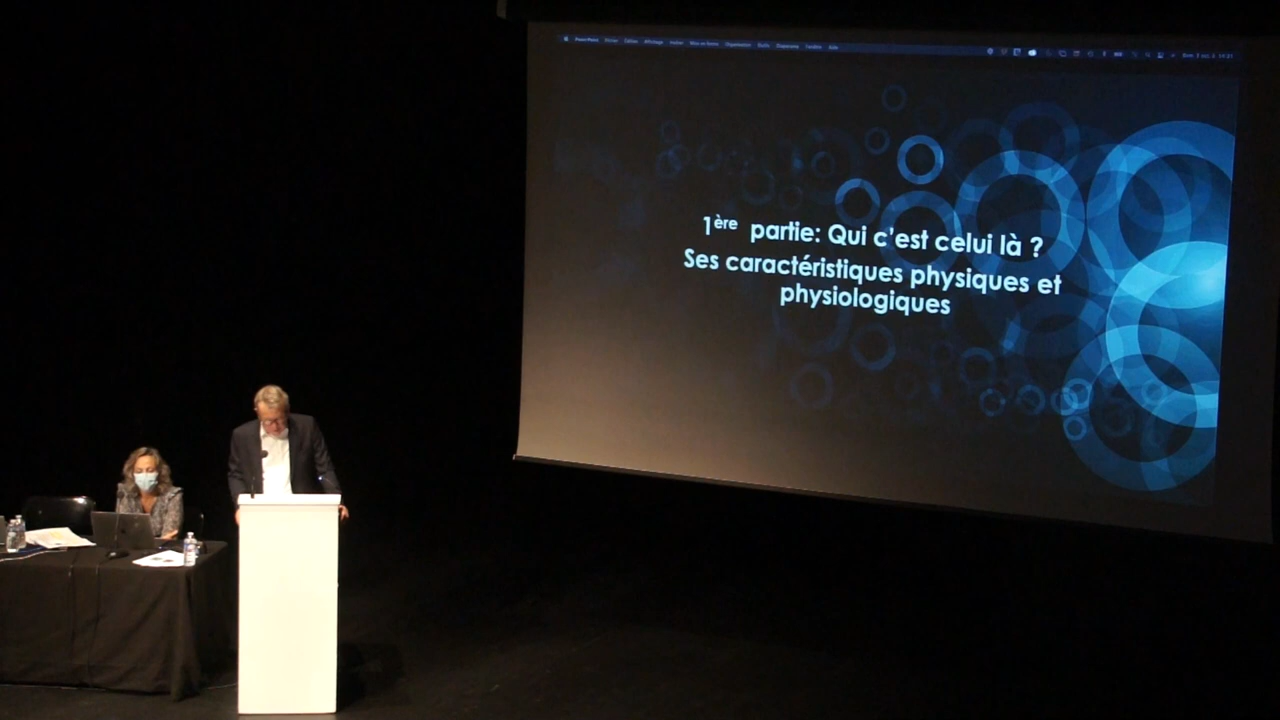 1ère partie: Qui c'est celui là ?
Ses caractéristiques physiques et
physiologiques